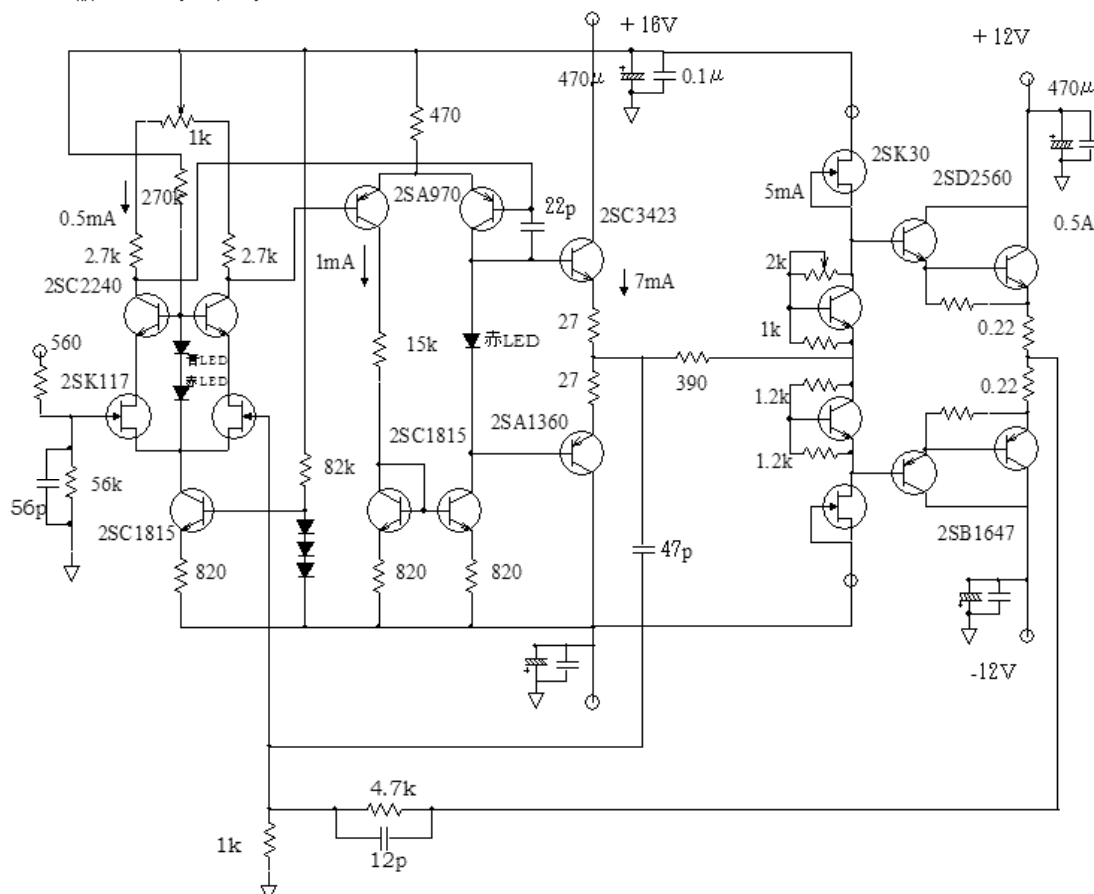 +16V
+12V
470μ
0.1μ
470μ
470
1k
2SK30
270k
2SA970
22p
2SC3423
5mA
2SD2560
0.5mA
0.5A
2.7k
2.7k
1mA
7mA
2k
2SC2240
27
0.22
560
青LED
15k
赤LED
1k
赤LED
27
390
0.22
2SK117
2SA1360
1.2k
2SC1815
82k
1.2k
56k
56p
2SC1815
2SB1647
47p
820
820
820
-12V
4.7k
1k
12p